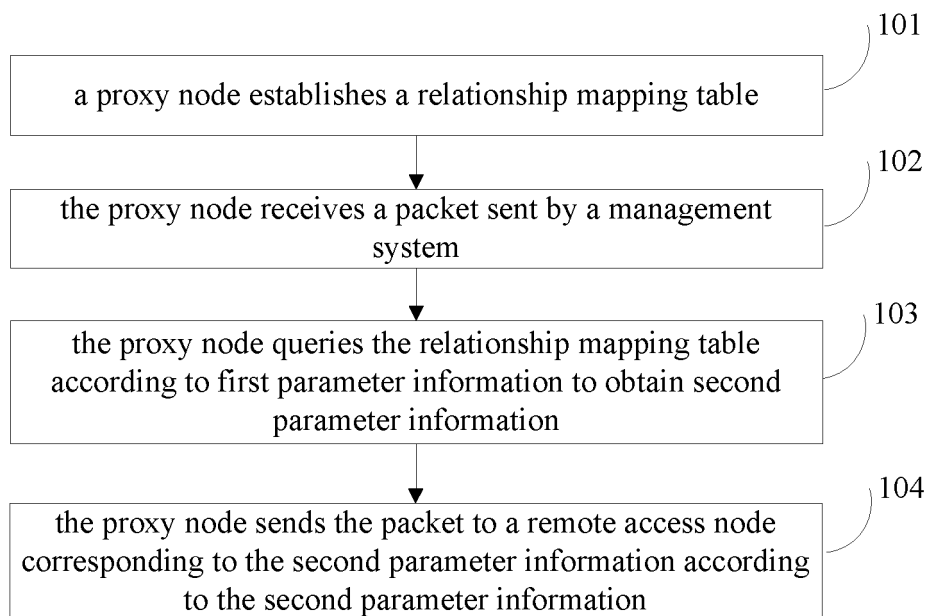 101
a proxy node establishes a relationship mapping table
102
the proxy node receives a packet sent by a management
system
103
the proxy node queries the relationship mapping table
according to first parameter information to obtain second
parameter information
104
the proxy node sends the packet to a remote access node
corresponding to the second parameter information according
to the second parameter information